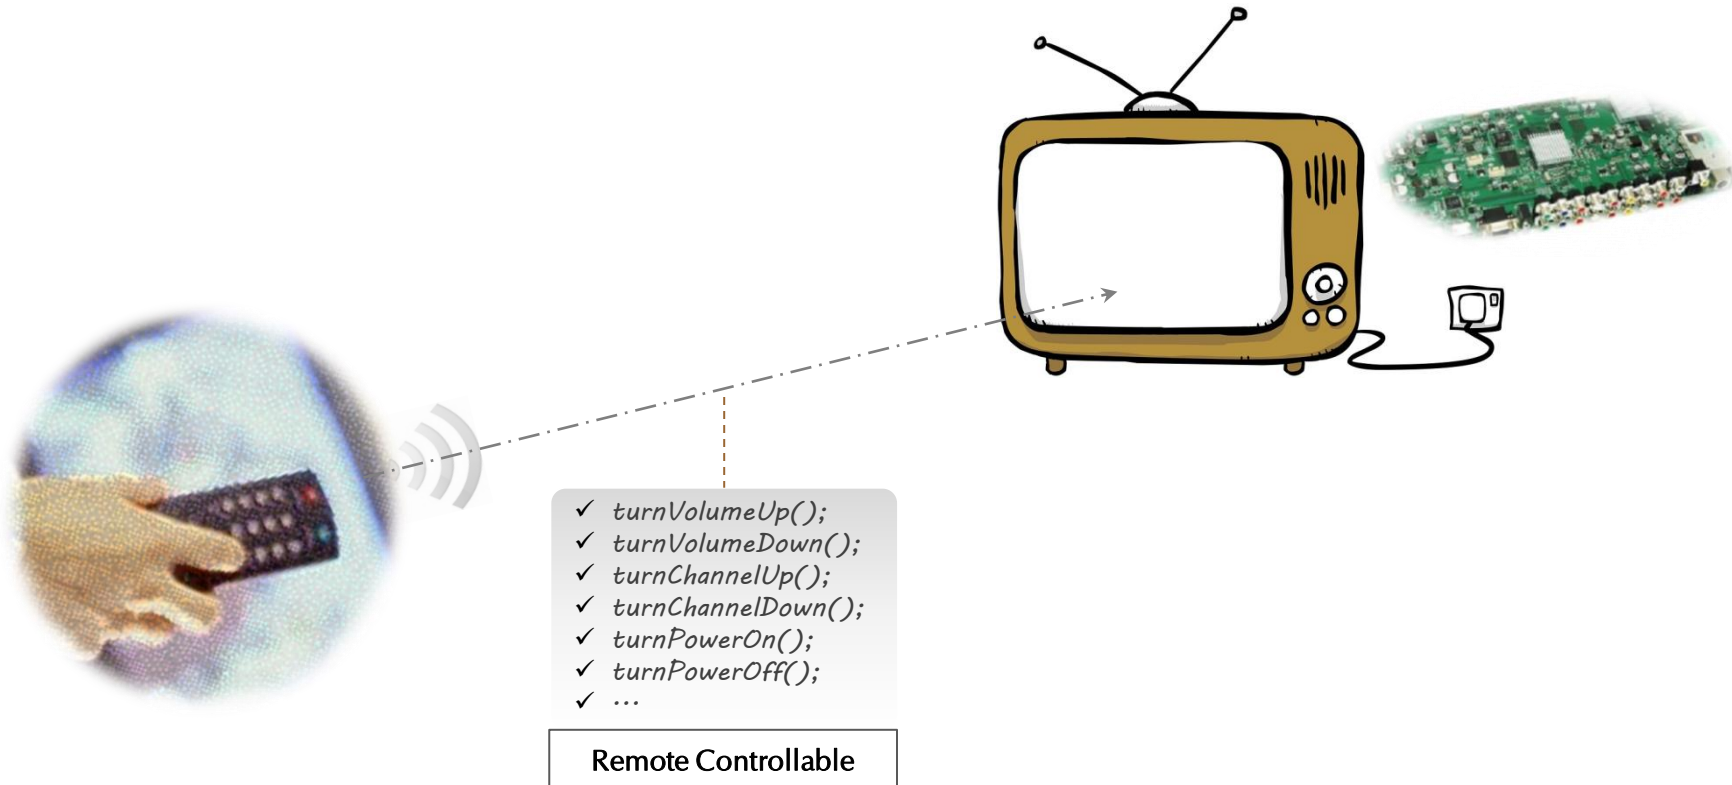 ✓ turnVolumeUp();
✓ turnVolumeDown();
✓ turnChannelUp();
✓ turnChannelDown();
✓ turnPowerOn();
✓ turnPowerOff();
✓ ...
Remote Controllable